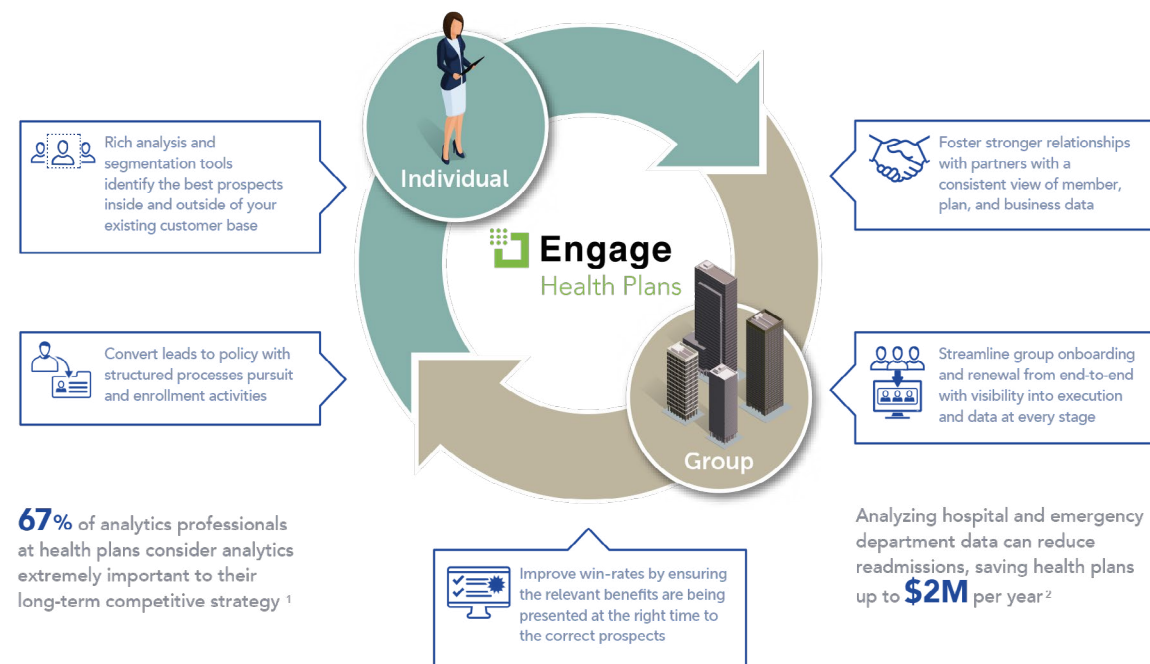 Individual
Engage
Health Plans
Group
Rich analysis and
segmentation tools
identify the best prospects
inside and outside of your
existing customer base
Convert leads to policy with
structured processes pursuit
and enrollment activities
67% of analytics professionals
at health plans consider analytics
extremely important to their
long-term competitive strategy 1
Improve win-rates by ensuring
the relevant benefits are being
presented at the right time to
the correct prospects
Foster stronger relationships
with partners with a
consistent view of member,
plan, and business data
Streamline group onboarding
and renewal from end-to-end
with visibility into execution
and data at every stage
Analyzing hospital and emergency
department data can reduce
readmissions, saving health plans
up to $2M per year 2